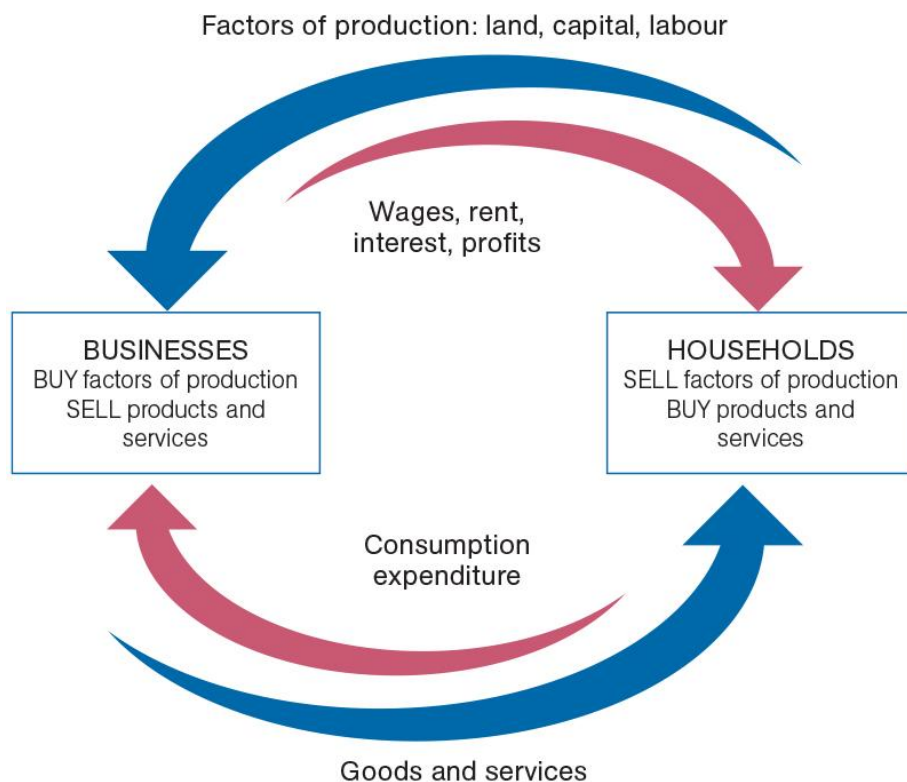 Factors of production: land, capital, labour
Wages, rent,
interest, profits
BUSINESSES
BUY factors of production
SELL products and
services
HOUSEHOLDS
SELL factors of production
BUY products and
services
Consumption
expenditure
Goods and services